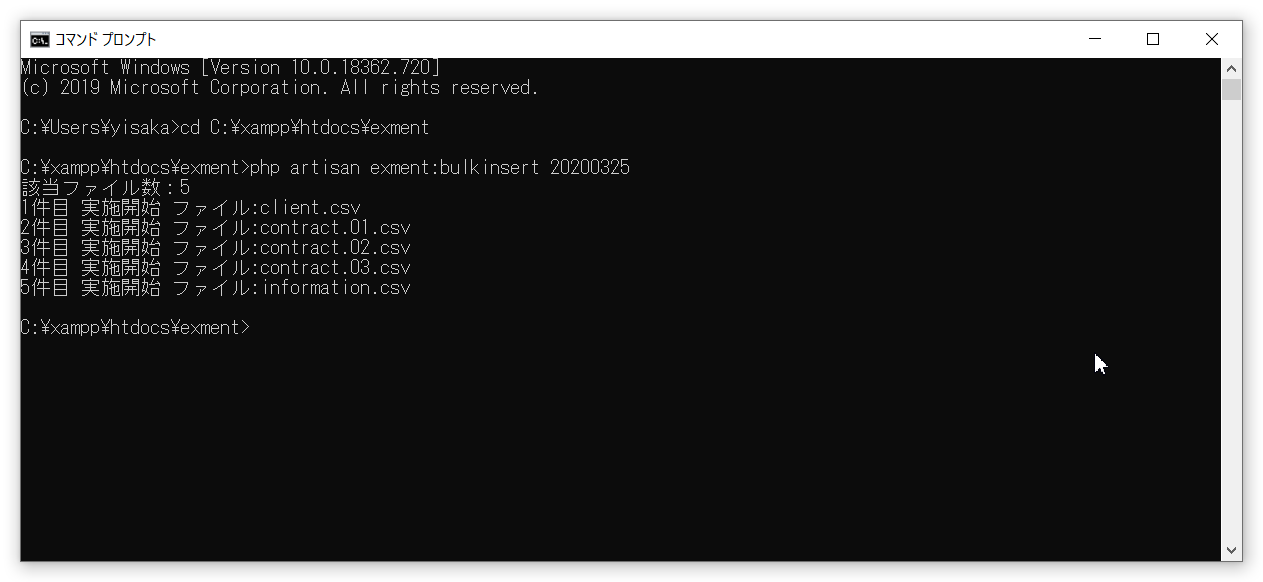 コマンド プロンプト
Microsoft Windows [Version 10.0.18362.720]
(c) 2019 Microsoft Corporation. All rights reserved.
C:¥Users¥yisaka>cd C:¥xampp¥htdocs¥exment
C:¥xampp¥htdocs¥exment>php artisan exment:bulkinsert 20200325
該当ファイル数：5
1件目 実施開始 ファイル:client.csv
2件目 実施開始 ファイル:contract.01.csv
3件目 実施開始 ファイル:contract.02.csv
4件目 実施開始 ファイル:contract.03.csv
5件目 実施開始 ファイル:information.csv
C:¥xampp¥htdocs¥exment>